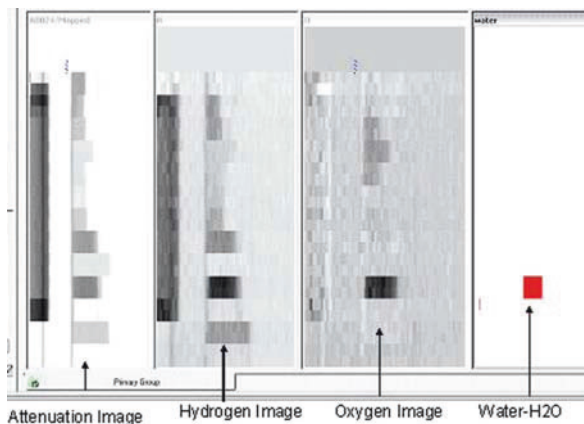 H
O
water
Primary Group
Attenuation Image
Hydrogen Image
Oxygen Image
Water-H2O